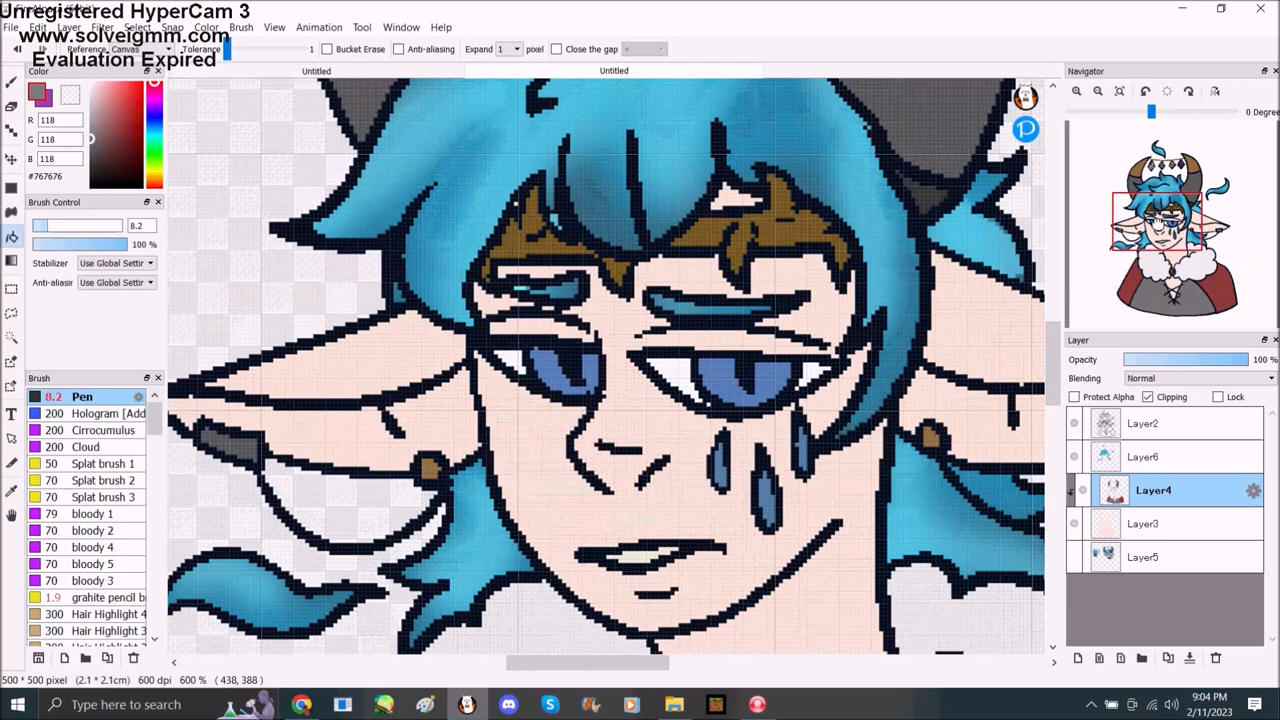 Unregistered HyperCam 3
www.solveigmm.com
Evaluation Expired
File Edit Layer Filter Select Snap Color Brush Window Animation Tool Window Help
Reference Canvas Tolerance 1 Bucket Erase Anti-aliasing Expand 1 pixel Close the gap
Color
Untitled
Untitled
Navigator
R 118
G 118
B 118
#767676
0 Degree
Brush Control
8.2
100 %
Stabilizer Use Global Settir
Anti-aliasir Use Global Settir
Brush
8.2 Pen
200 Hologram [Add
200 Cirrocumulus
200 Cloud
50 Splat brush 1
70 Splat brush 2
70 Splat brush 3
79 bloody 1
70 bloody 2
70 bloody 4
70 bloody 5
70 bloody 3
1.9 grahite pencil bı
300 Hair Highlight 4
300 Hair Highlight 3
Layer
Opacity 100 %
Blending Normal
Protect Alpha Clipping Lock
Layer2
Layer6
Layer4
Layer3
Layer5
500 * 500 pixel (2.1 * 2.1cm) 600 dpi 600 % (438, 388)
Type here to search
9:04 PM
2/11/2023